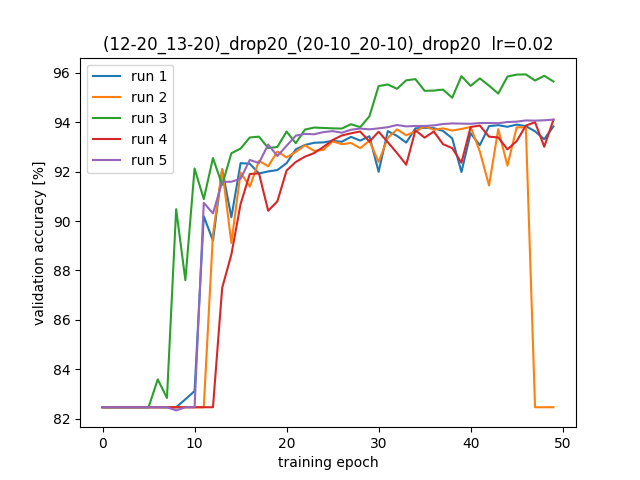 (12-20_13-20)_drop20_(20-10_20-10)_drop20  lr=0.02
validation accuracy [%]
96
94
92
90
88
86
84
82
run 1
run 2
run 3
run 4
run 5
0 10 20 30 40 50
training epoch